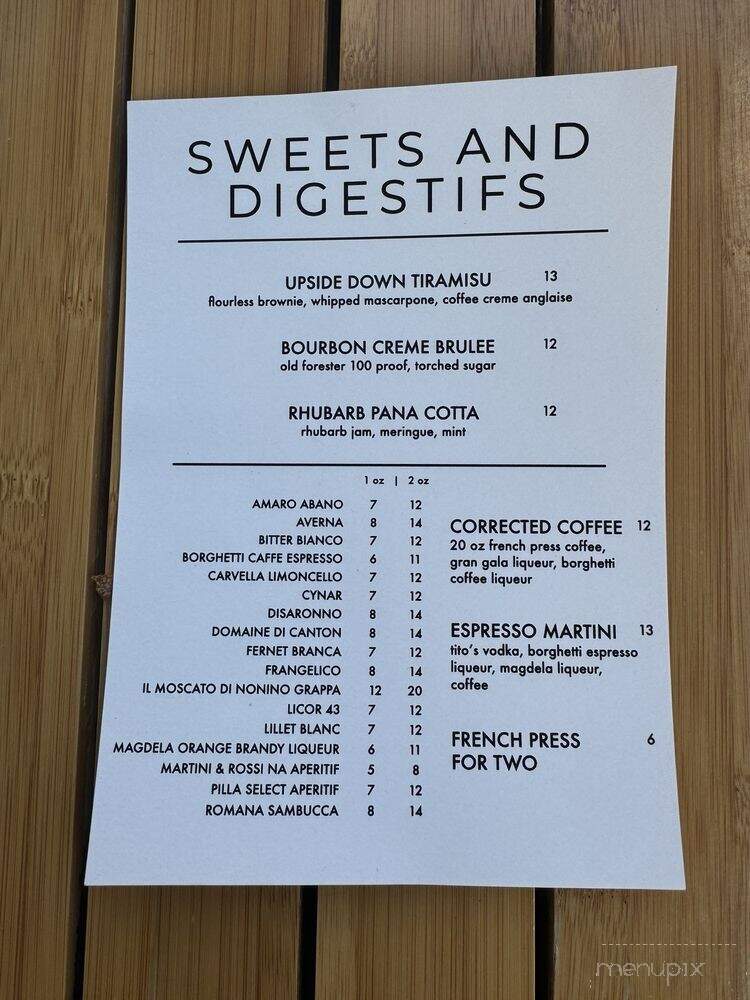 SWEETS AND
DIGESTIFS
UPSIDE DOWN TIRAMISU 13
flourless brownie, whipped mascarpone, coffee creme anglaise
BOURBON CREME BRULEE 12
old forester 100 proof, torched sugar
RHUBARB PANA COTTA 12
rhubarb jam, meringue, mint
1 oz | 2 oz
AMARO ABANO 7 12
AVERNA 8 14
BITTER BIANCO 7 12
BORGHETTI CAFFE ESPRESSO 6 11
CARVELLA LIMONCELLO 7 12
CYNAR 7 12
DISARONNO 8 14
DOMAINE DI CANTON 8 14
FERNET BRANCA 7 12
FRANGELICO 8 14
IL MOSCATO DI NONINO GRAPPA 12 20
LICOR 43 7 12
LILLET BLANC 7 12
MAGDELA ORANGE BRANDY LIQUEUR 6 11
MARTINI & ROSSI NA APERITIF 5 8
PILLA SELECT APERITIF 7 12
ROMANA SAMBUCCA 8 14
CORRECTED COFFEE 12
20 oz french press coffee,
gran gala liqueur, borghetti
coffee liqueur
ESPRESSO MARTINI 13
tito's vodka, borghetti espresso
liqueur, magdela liqueur,
coffee
FRENCH PRESS 6
FOR TWO
menupix